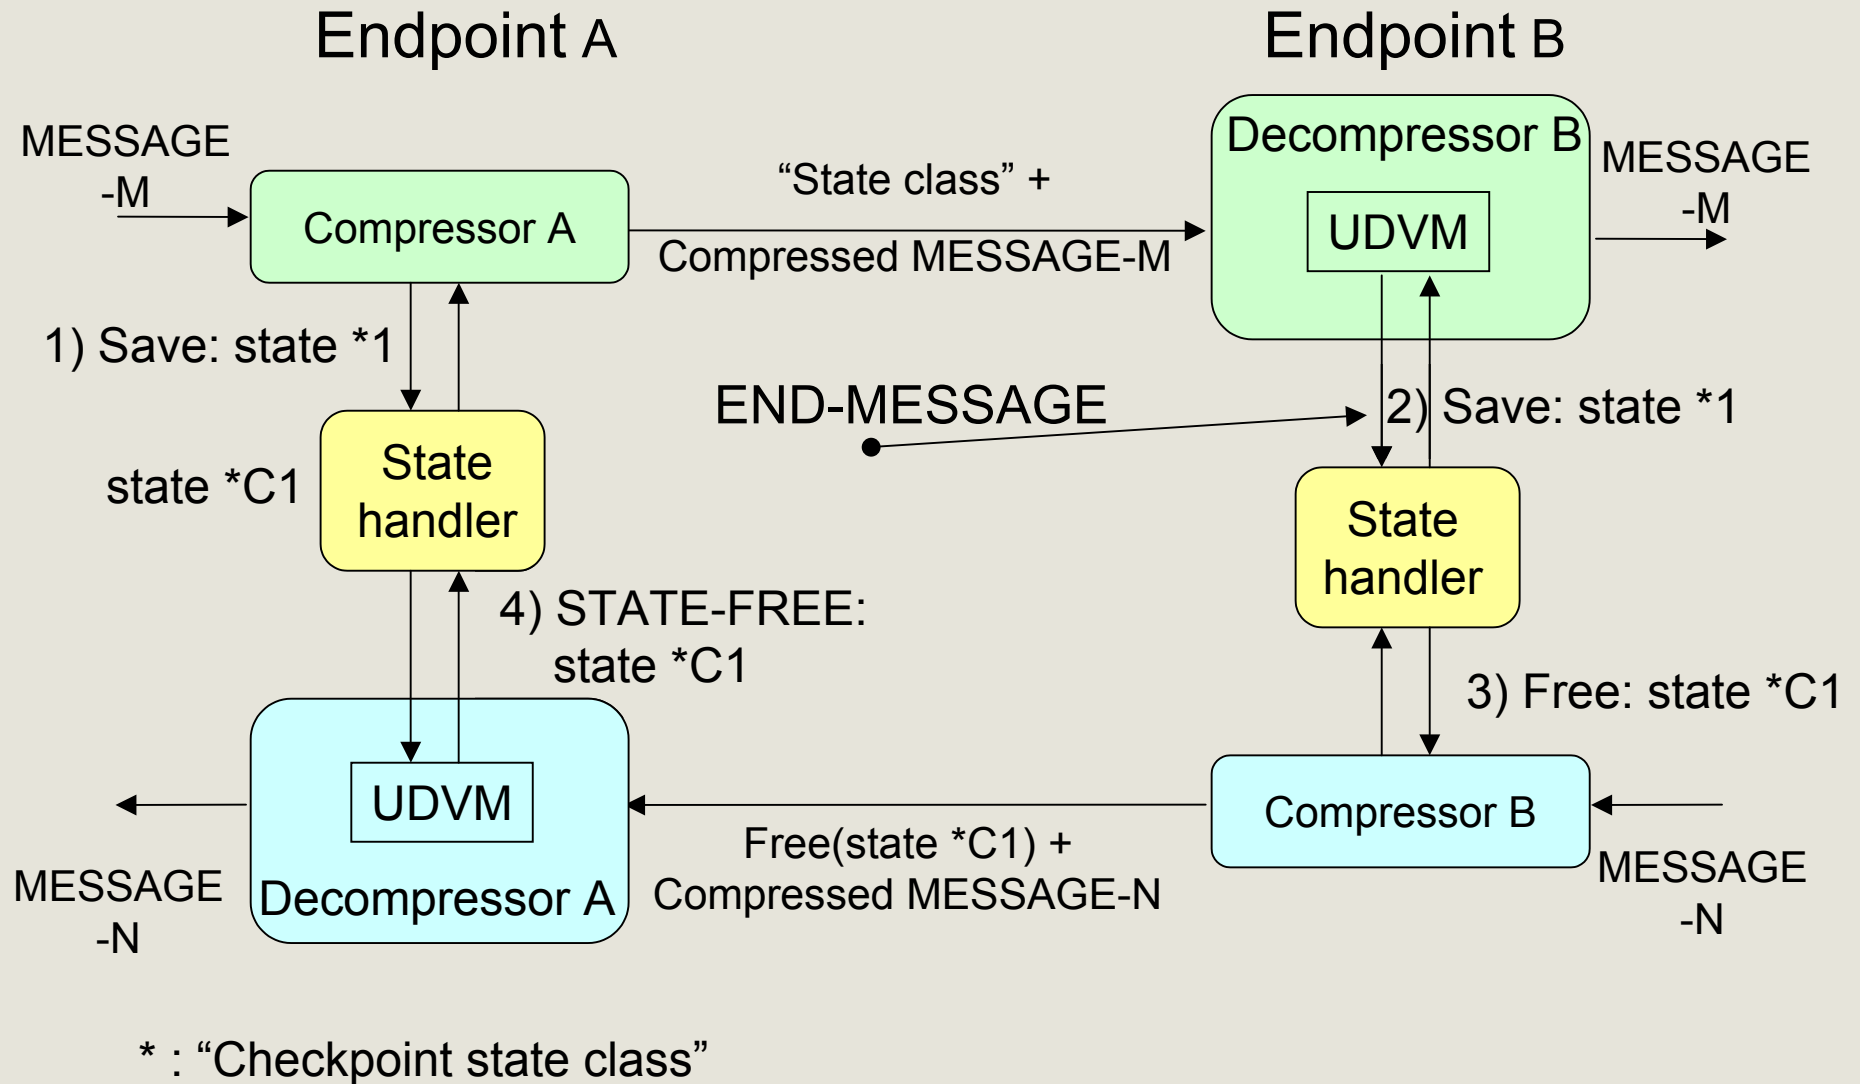 Endpoint A
Endpoint B
MESSAGE
-M
Compressor A
“State class” +
Compressed MESSAGE-M
Decompressor B
UDVM
MESSAGE
-M
1) Save: state *1
END-MESSAGE
2) Save: state *1
state *C1
State
handler
State
handler
4) STATE-FREE:
state *C1
3) Free: state *C1
UDVM
Decompressor A
MESSAGE
-N
Free(state *C1) +
Compressed MESSAGE-N
Compressor B
MESSAGE
-N
* : “Checkpoint state class”